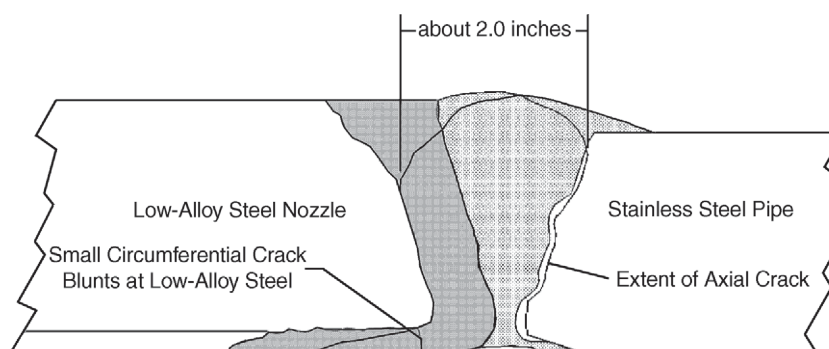 about 2.0 inches
Low-Alloy Steel Nozzle
Stainless Steel Pipe
Small Circumferential Crack
Blunts at Low-Alloy Steel
Extent of Axial Crack